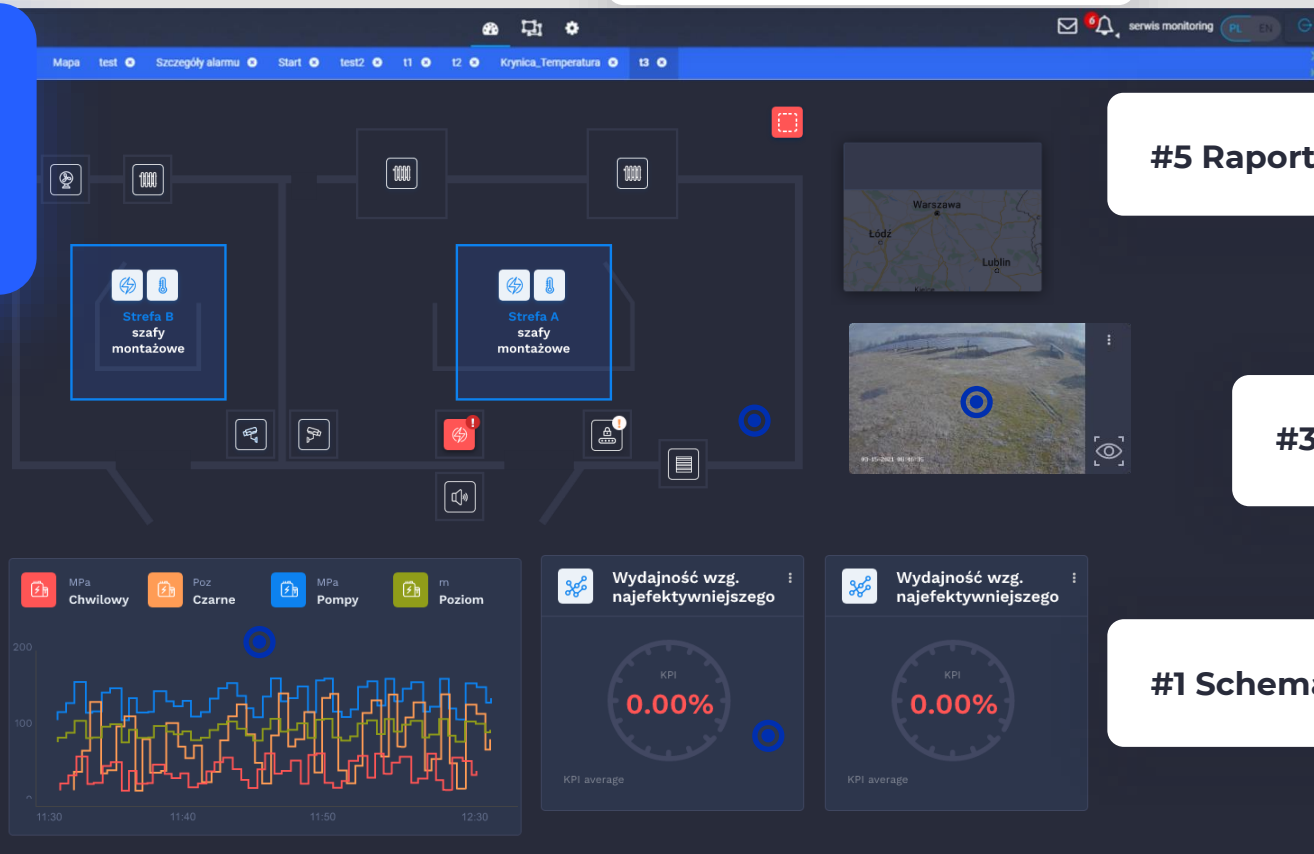 6
serwis monitoring
PL EN
Mapa
test
Szczegóły alarmu
Start
test2
t1
t2
Krynica_Temperatura
t3
#5 Raport
Warszawa
Łódź
Lublin
Kielce
Strefa B
szafy
montażowe
Strefa A
szafy
montażowe
!
!
#3
MPa
Chwilowy
Poz
Czarne
MPa
Pompy
m
Poziom
200
100
11:30
11:40
11:50
12:30
Wydajność wzg.
najefektywniejszego
KPI
0.00%
KPI average
Wydajność wzg.
najefektywniejszego
KPI
0.00%
KPI average
#1 Schema